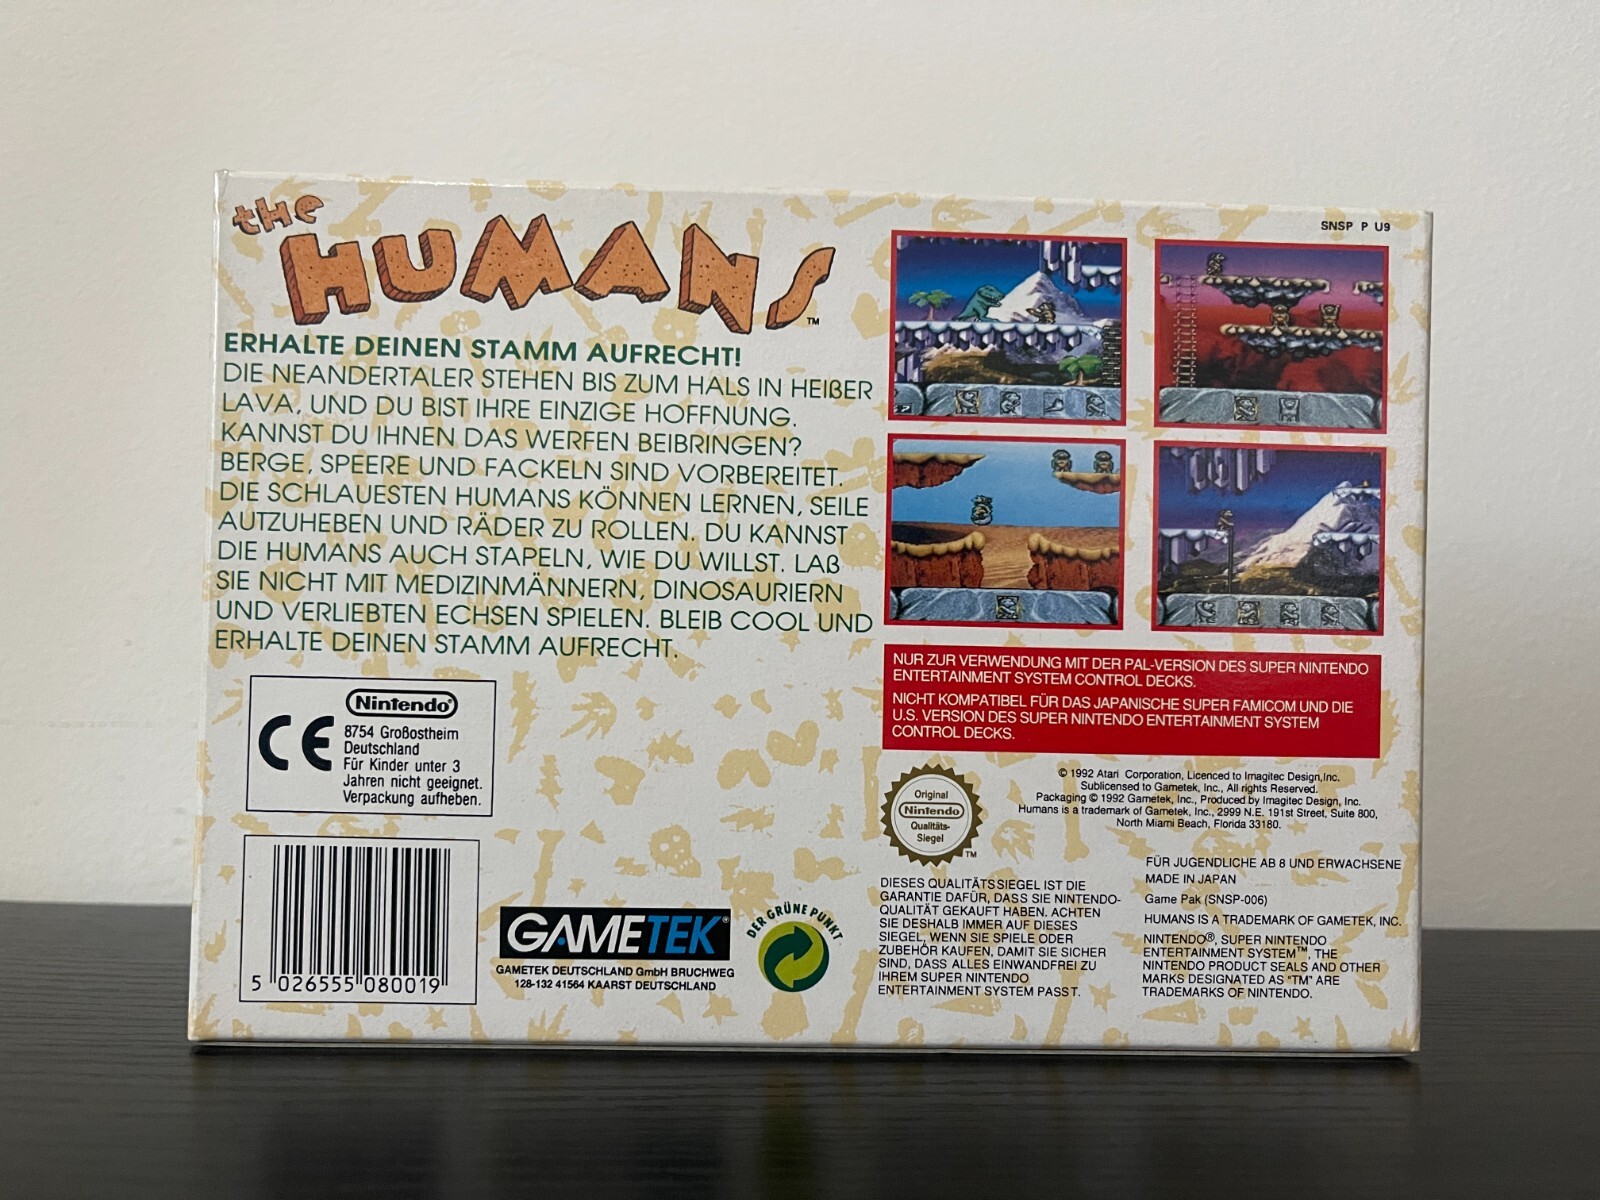 the
HUMANS™
ERHALTE DEINEN STAMM AUFRECHT!
DIE NEANDERTALER STEHEN BIS ZUM HALS IN HEIßER
LAVA, UND DU BIST IHRE EINZIGE HOFFNUNG.
KANNST DU IHNEN DAS WERFEN BEIBRINGEN?
BERGE, SPEERE UND FACKELN SIND VORBEREITET.
DIE SCHLAUESTEN HUMANS KÖNNEN LERNEN, SEILE
AUTZUHEBEN UND RÄDER ZU ROLLEN. DU KANNST
DIE HUMANS AUCH STAPELN, WIE DU WILLST. LAß
SIE NICHT MIT MEDIZINMÄNNERN, DINOSAURIERN
UND VERLIEBTEN ECHSEN SPIELEN. BLEIB COOL UND
ERHALTE DEINEN STAMM AUFRECHT.
CE
Nintendo®
8754 Großostheim
Deutschland
Für Kinder unter 3
Jahren nicht geeignet.
Verpackung aufheben.
5 026555 080019
GAMETEK®
GAMETEK DEUTSCHLAND GmbH BRUCHWEG
128-132 41564 KAARST DEUTSCHLAND
DER GRÜNE PUNKT
SNSP P U9
NUR ZUR VERWENDUNG MIT DER PAL-VERSION DES SUPER NINTENDO
ENTERTAINMENT SYSTEM CONTROL DECKS.
NICHT KOMPATIBEL FÜR DAS JAPANISCHE SUPER FAMICOM UND DIE
U.S. VERSION DES SUPER NINTENDO ENTERTAINMENT SYSTEM
CONTROL DECKS.
Original
Nintendo
Qualitäts-
Siegel
TM
© 1992 Atari Corporation, Licenced to Imagitec Design,Inc.
Sublicensed to Gametek, Inc., All rights Reserved.
Packaging © 1992 Gametek, Inc., Produced by Imagitec Design, Inc.
Humans is a trademark of Gametek, Inc., 2999 N.E. 191st Street, Suite 800,
North Miami Beach, Florida 33180.
DIESES QUALITÄTSSIEGEL IST DIE
GARANTIE DAFÜR, DASS SIE NINTENDO-
QUALITÄT GEKAUFT HABEN. ACHTEN
SIE DESHALB IMMER AUF DIESES
SIEGEL, WENN SIE SPIELE ODER
ZUBEHÖR KAUFEN, DAMIT SIE SICHER
SIND, DASS ALLES EINWANDFREI ZU
IHREM SUPER NINTENDO
ENTERTAINMENT SYSTEM PASST.
FÜR JUGENDLICHE AB 8 UND ERWACHSENE
MADE IN JAPAN
Game Pak (SNSP-006)
HUMANS IS A TRADEMARK OF GAMETEK, INC.
NINTENDO®, SUPER NINTENDO
ENTERTAINMENT SYSTEM™, THE
NINTENDO PRODUCT SEALS AND OTHER
MARKS DESIGNATED AS "TM" ARE
TRADEMARKS OF NINTENDO.